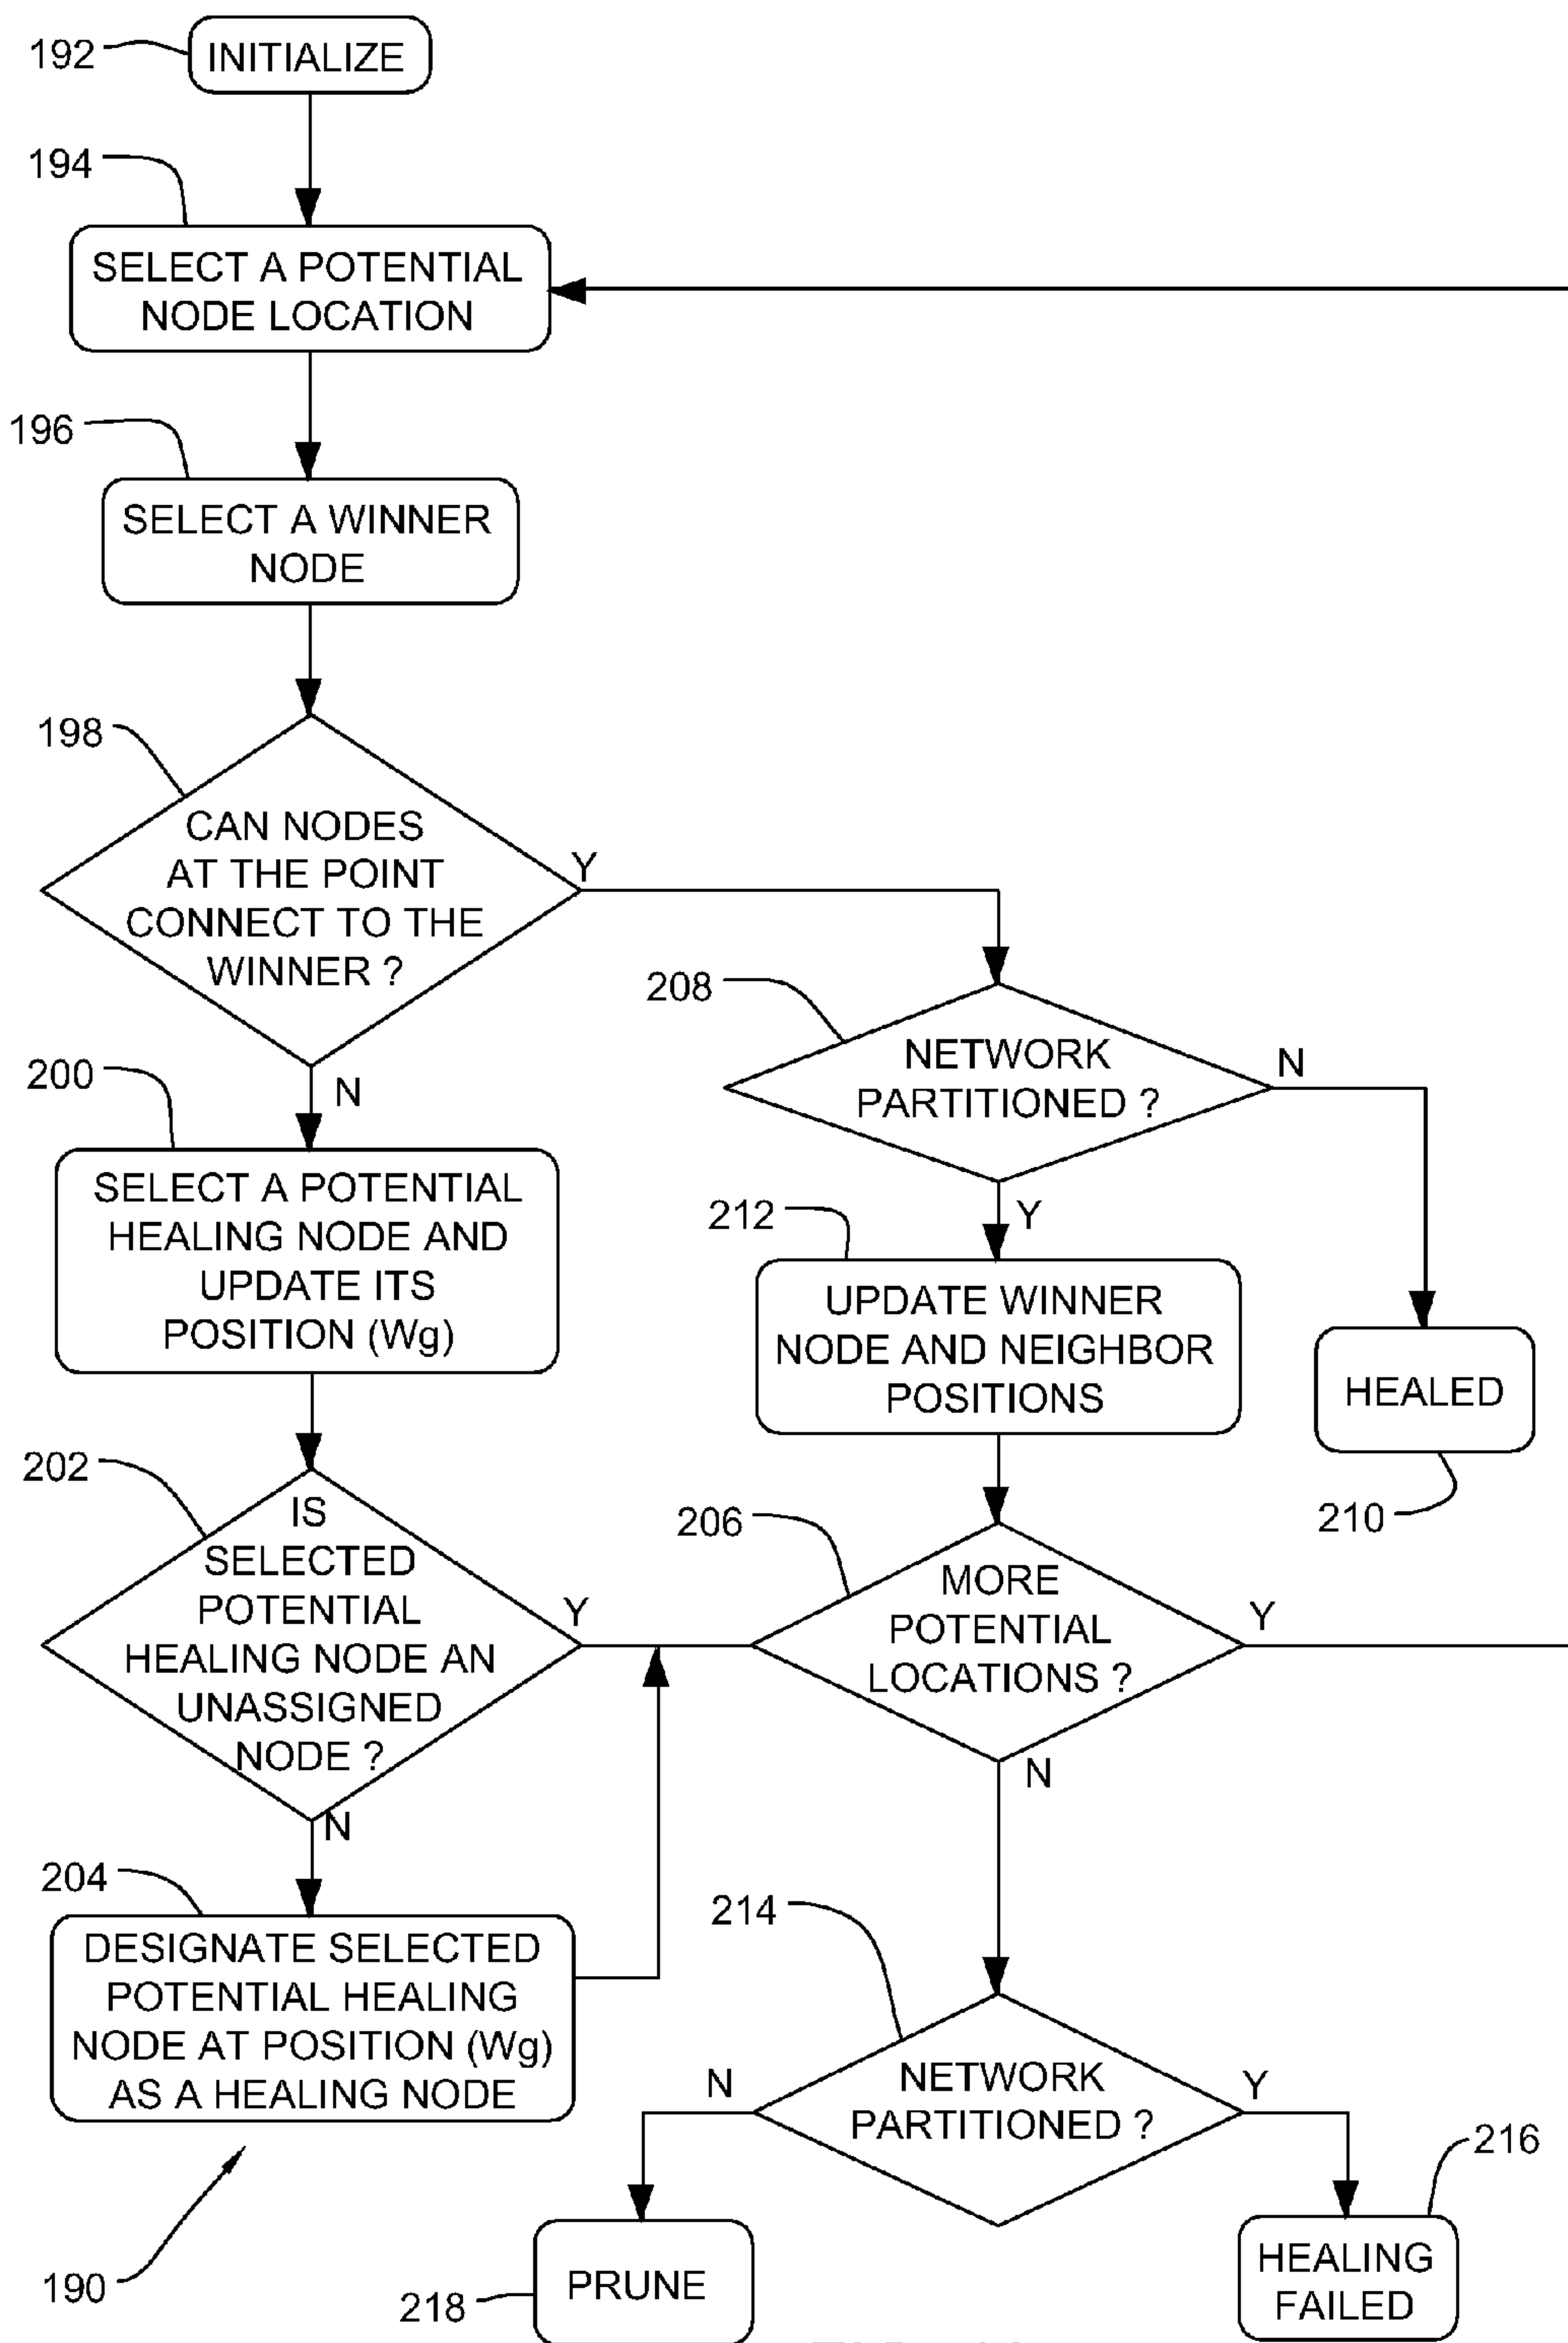 192
INITIALIZE
194
SELECT A POTENTIAL
NODE LOCATION
196
SELECT A WINNER
NODE
198
CAN NODES
AT THE POINT
CONNECT TO THE
WINNER ?
Y
N
208
NETWORK
PARTITIONED ?
N
Y
200
SELECT A POTENTIAL
HEALING NODE AND
UPDATE ITS
POSITION (Wg)
212
UPDATE WINNER
NODE AND NEIGHBOR
POSITIONS
HEALED
210
202
IS
SELECTED
POTENTIAL
HEALING NODE AN
UNASSIGNED
NODE ?
Y
N
206
MORE
POTENTIAL
LOCATIONS ?
Y
N
204
DESIGNATE SELECTED
POTENTIAL HEALING
NODE AT POSITION (Wg)
AS A HEALING NODE
214
NETWORK
PARTITIONED ?
N
Y
216
HEALING
FAILED
218
PRUNE
190